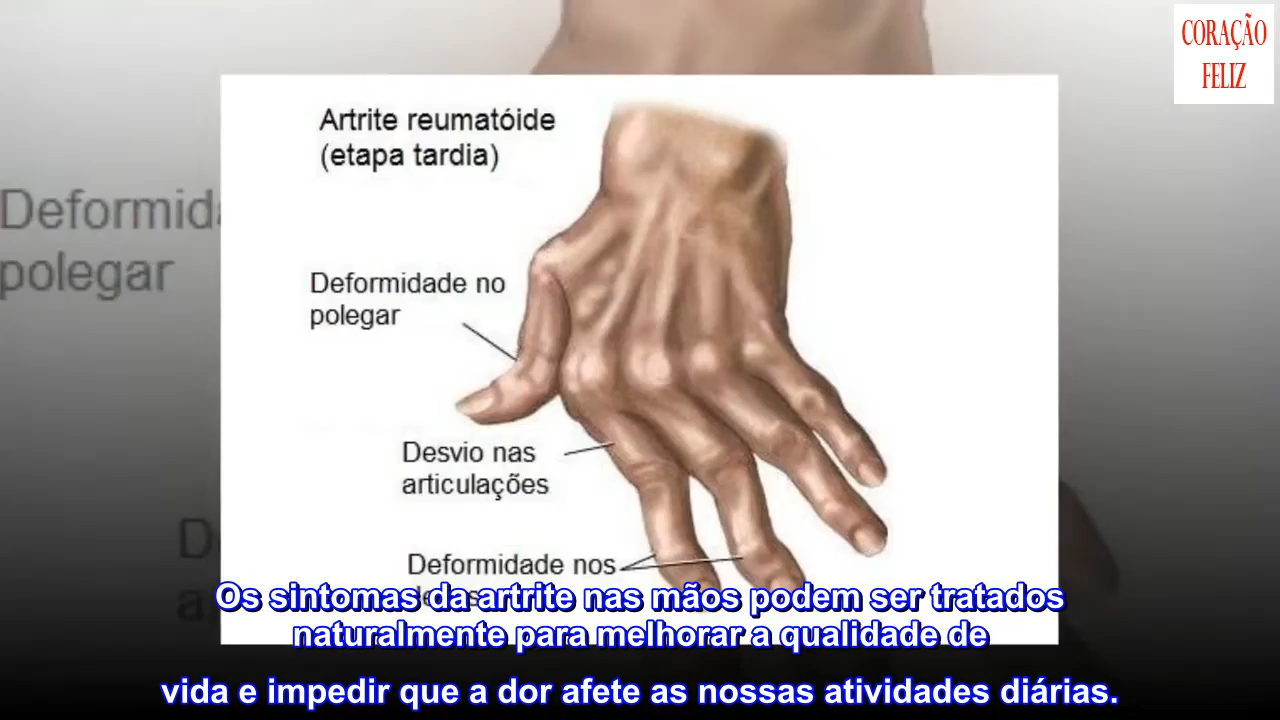 CORAÇÃO
FELIZ
Artrite reumatóide
(etapa tardia)
Deformidade no
polegar
Desvio nas
articulações
Deformidade nos
Os sintomas da artrite nas mãos podem ser tratados
naturalmente para melhorar a qualidade de
vida e impedir que a dor afete as nossas atividades diárias.
polegar